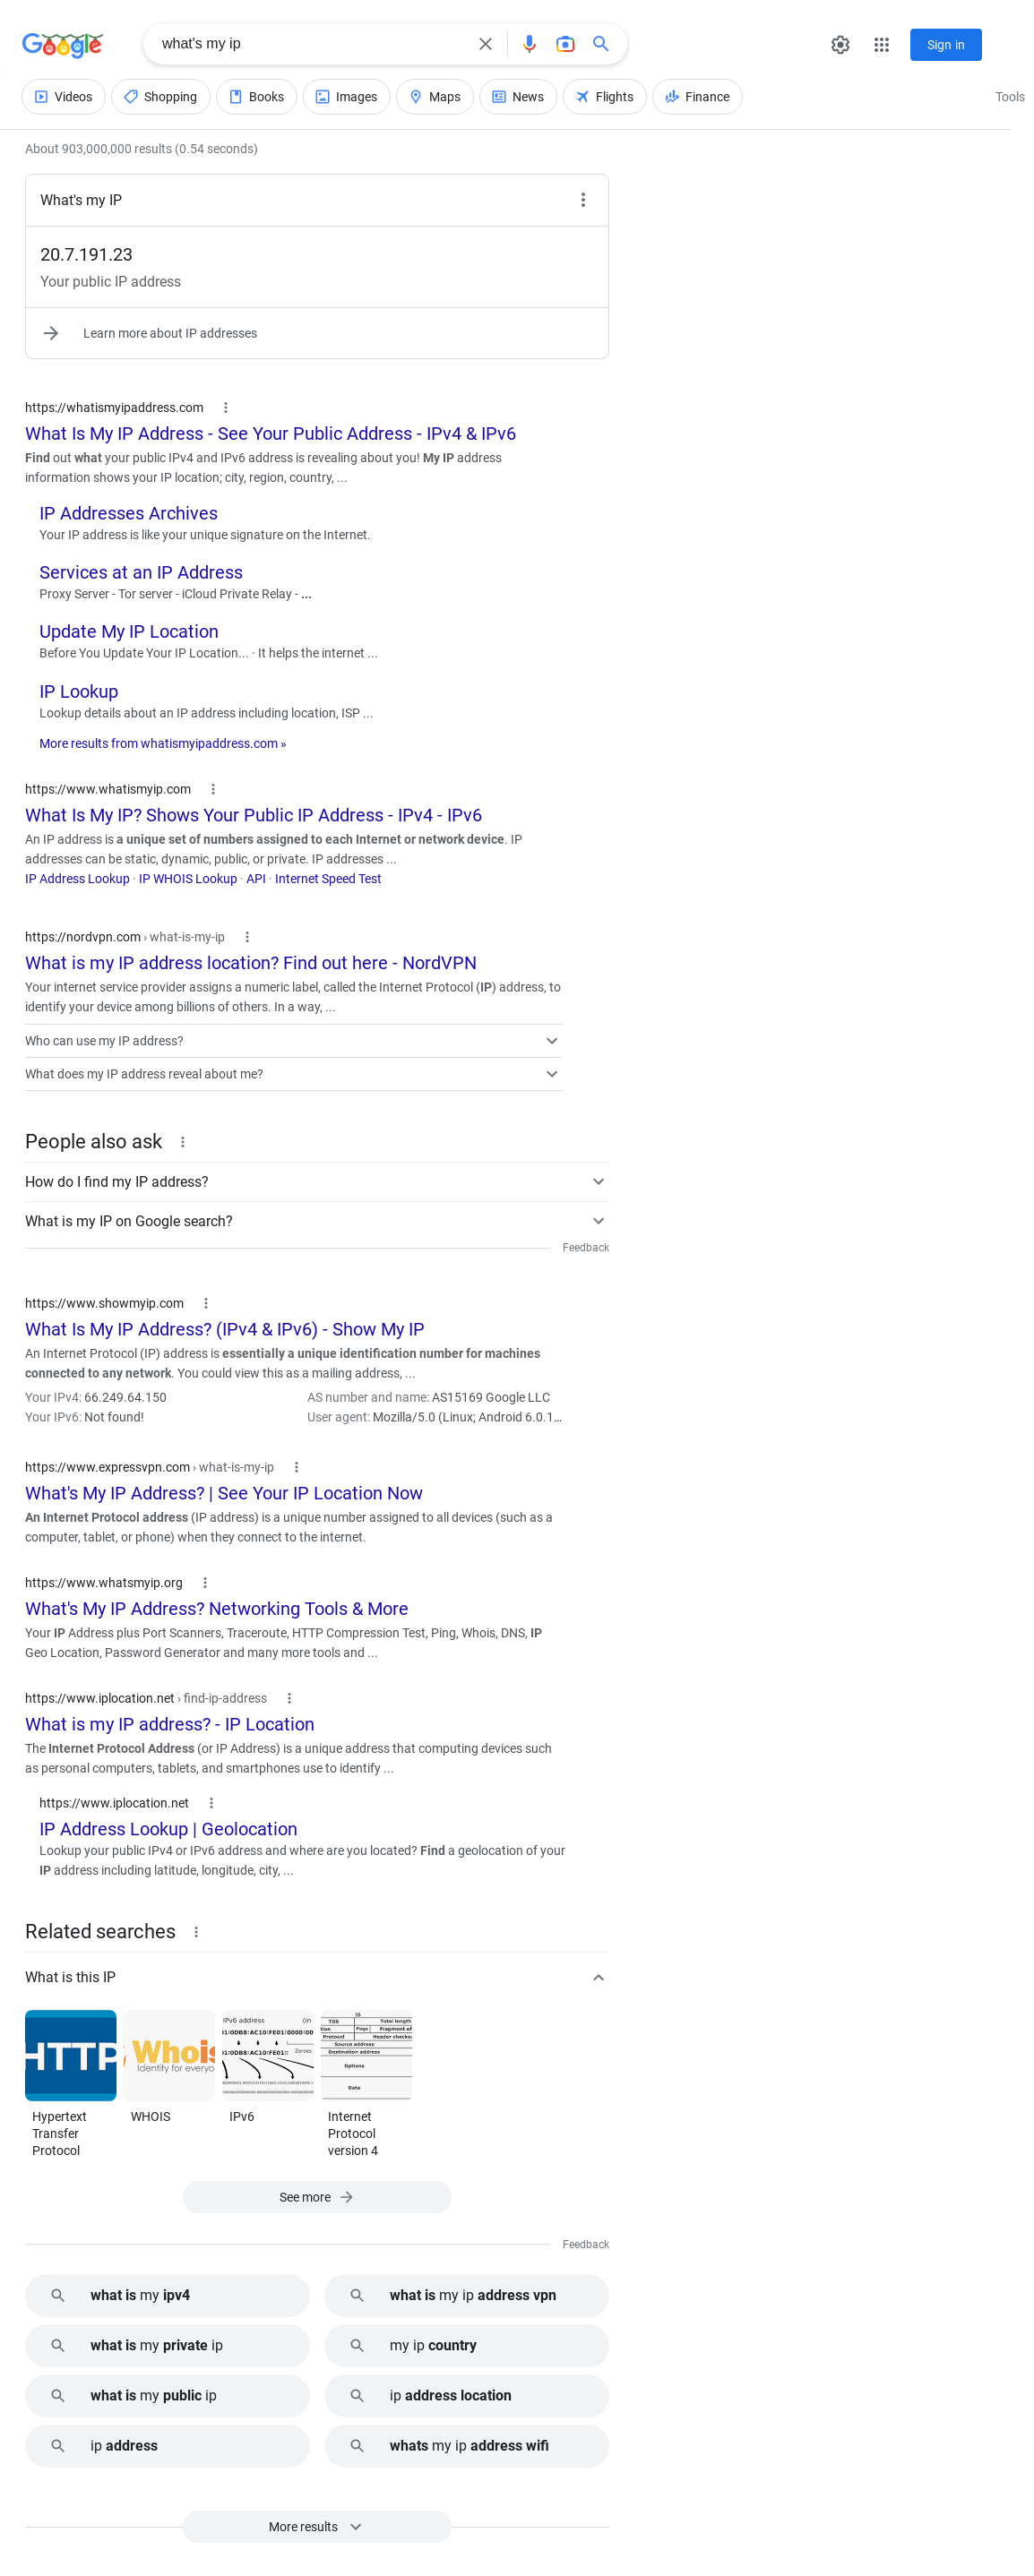 Google
what's my ip
Sign in
Videos
Shopping
Books
Images
Maps
News
Flights
Finance
Tools
About 903,000,000 results (0.54 seconds)
What's my IP
20.7.191.23
Your public IP address
Learn more about IP addresses
https://whatismyipaddress.com
What Is My IP Address - See Your Public Address - IPv4 & IPv6
Find out what your public IPv4 and IPv6 address is revealing about you! My IP address
information shows your IP location; city, region, country, ...
IP Addresses Archives
Your IP address is like your unique signature on the Internet.
Services at an IP Address
Proxy Server - Tor server - iCloud Private Relay - ...
Update My IP Location
Before You Update Your IP Location... · It helps the internet ...
IP Lookup
Lookup details about an IP address including location, ISP ...
More results from whatismyipaddress.com »
https://www.whatismyip.com
What Is My IP? Shows Your Public IP Address - IPv4 - IPv6
An IP address is a unique set of numbers assigned to each Internet or network device. IP
addresses can be static, dynamic, public, or private. IP addresses ...
IP Address Lookup · IP WHOIS Lookup · API · Internet Speed Test
https://nordvpn.com › what-is-my-ip
What is my IP address location? Find out here - NordVPN
Your internet service provider assigns a numeric label, called the Internet Protocol (IP) address, to
identify your device among billions of others. In a way, ...
Who can use my IP address?
What does my IP address reveal about me?
People also ask
How do I find my IP address?
What is my IP on Google search?
Feedback
https://www.showmyip.com
What Is My IP Address? (IPv4 & IPv6) - Show My IP
An Internet Protocol (IP) address is essentially a unique identification number for machines
connected to any network. You could view this as a mailing address, ...
Your IPv4: 66.249.64.150
AS number and name: AS15169 Google LLC
Your IPv6: Not found!
User agent: Mozilla/5.0 (Linux; Android 6.0.1...
https://www.expressvpn.com › what-is-my-ip
What's My IP Address? | See Your IP Location Now
An Internet Protocol address (IP address) is a unique number assigned to all devices (such as a
computer, tablet, or phone) when they connect to the internet.
https://www.whatsmyip.org
What's My IP Address? Networking Tools & More
Your IP Address plus Port Scanners, Traceroute, HTTP Compression Test, Ping, Whois, DNS, IP
Geo Location, Password Generator and many more tools and ...
https://www.iplocation.net › find-ip-address
What is my IP address? - IP Location
The Internet Protocol Address (or IP Address) is a unique address that computing devices such
as personal computers, tablets, and smartphones use to identify ...
https://www.iplocation.net
IP Address Lookup | Geolocation
Lookup your public IPv4 or IPv6 address and where are you located? Find a geolocation of your
IP address including latitude, longitude, city, ...
Related searches
What is this IP
HTTP
Whois
Identity for everyo
IPv6 address (in
Zeroes
16
TOS Total length
Flags Fragment of
Protocol Header checks
Source address
Destination address
Options
Data
Hypertext
Transfer
Protocol
WHOIS
IPv6
Internet
Protocol
version 4
See more
Feedback
what is my ipv4
what is my ip address vpn
what is my private ip
my ip country
what is my public ip
ip address location
ip address
whats my ip address wifi
More results